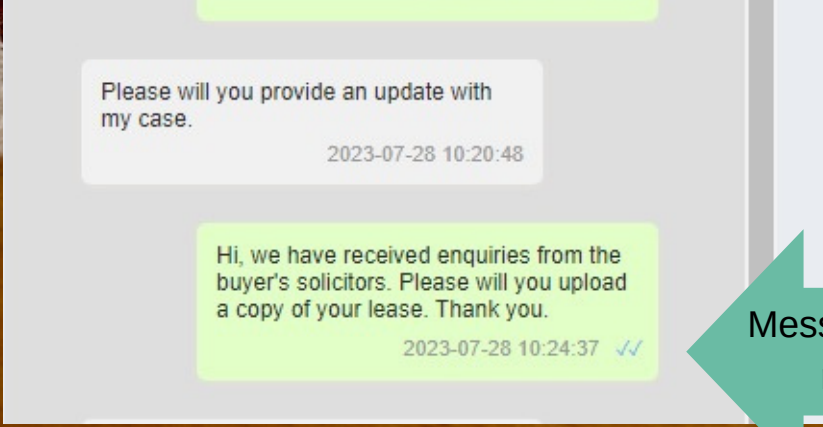 Please will you provide an update with
my case.
2023-07-28 10:20:48
Hi, we have received enquiries from the
buyer's solicitors. Please will you upload
a copy of your lease. Thank you.
2023-07-28 10:24:37